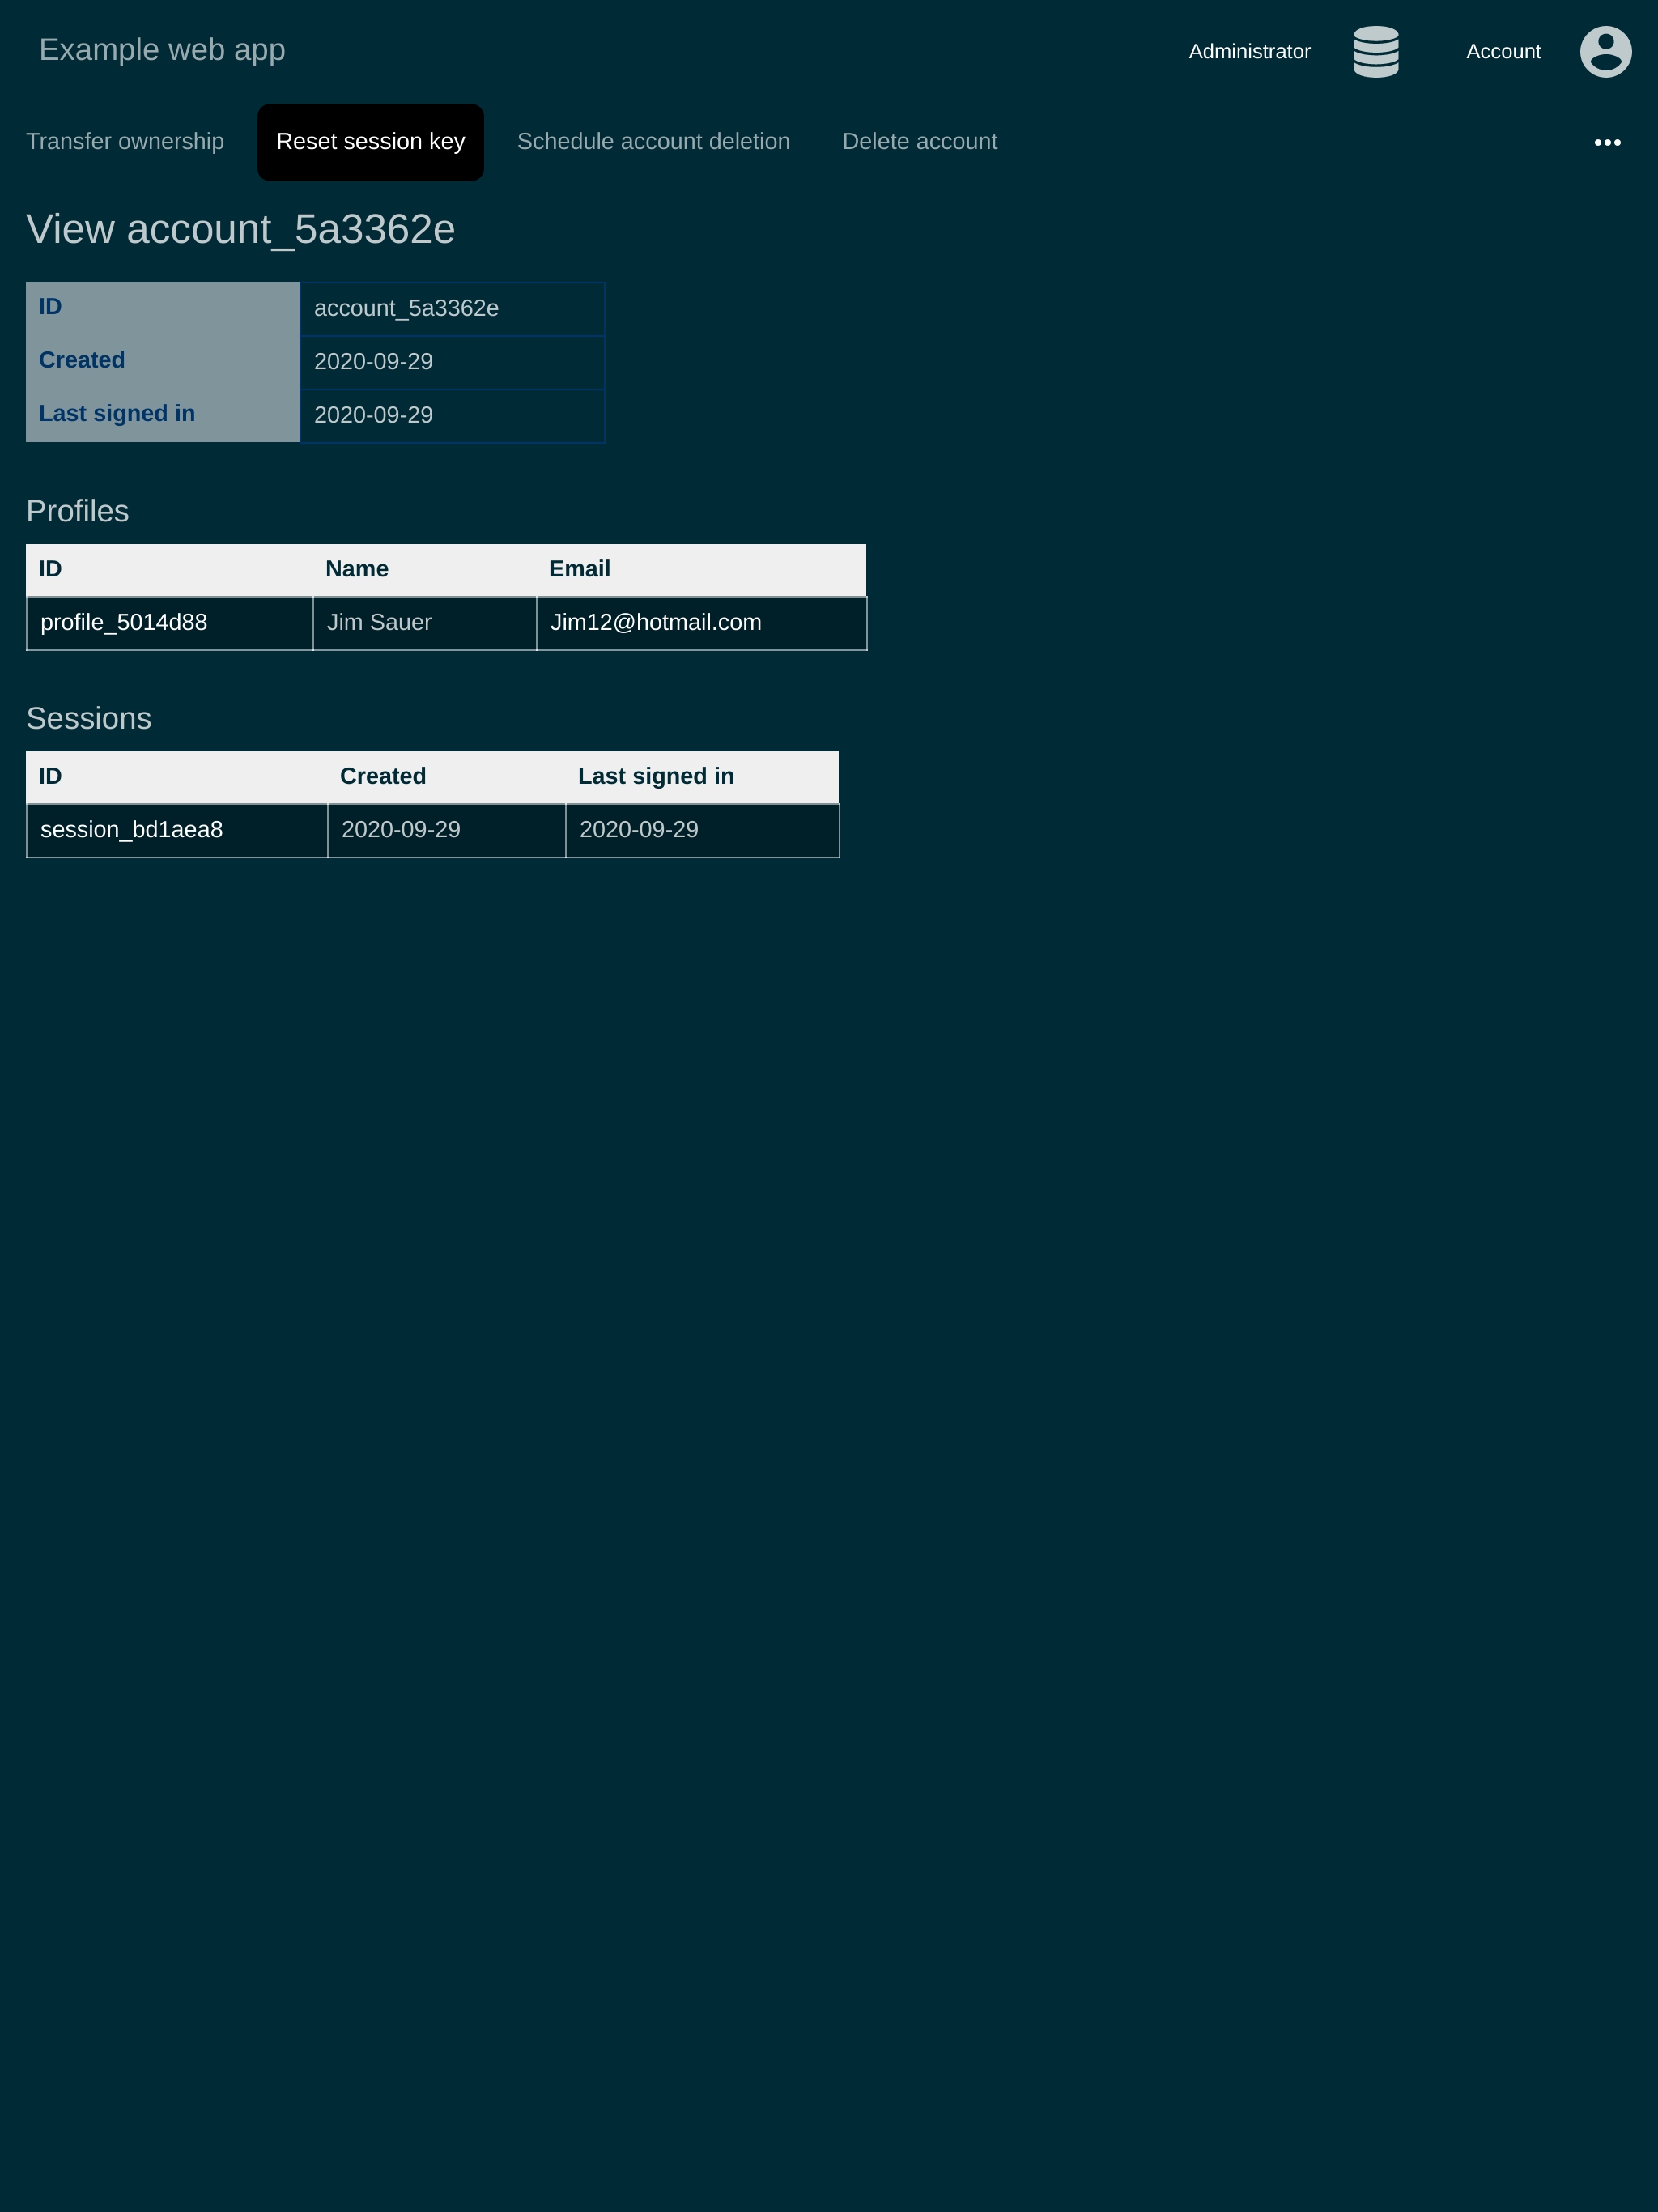 Example web app
Administrator Account
Transfer ownership Reset session key Schedule account deletion Delete account •••
View account_5a3362e
ID account_5a3362e
Created 2020-09-29
Last signed in 2020-09-29
Profiles
ID Name Email
profile_5014d88 Jim Sauer Jim12@hotmail.com
Sessions
ID Created Last signed in
session_bd1aea8 2020-09-29 2020-09-29